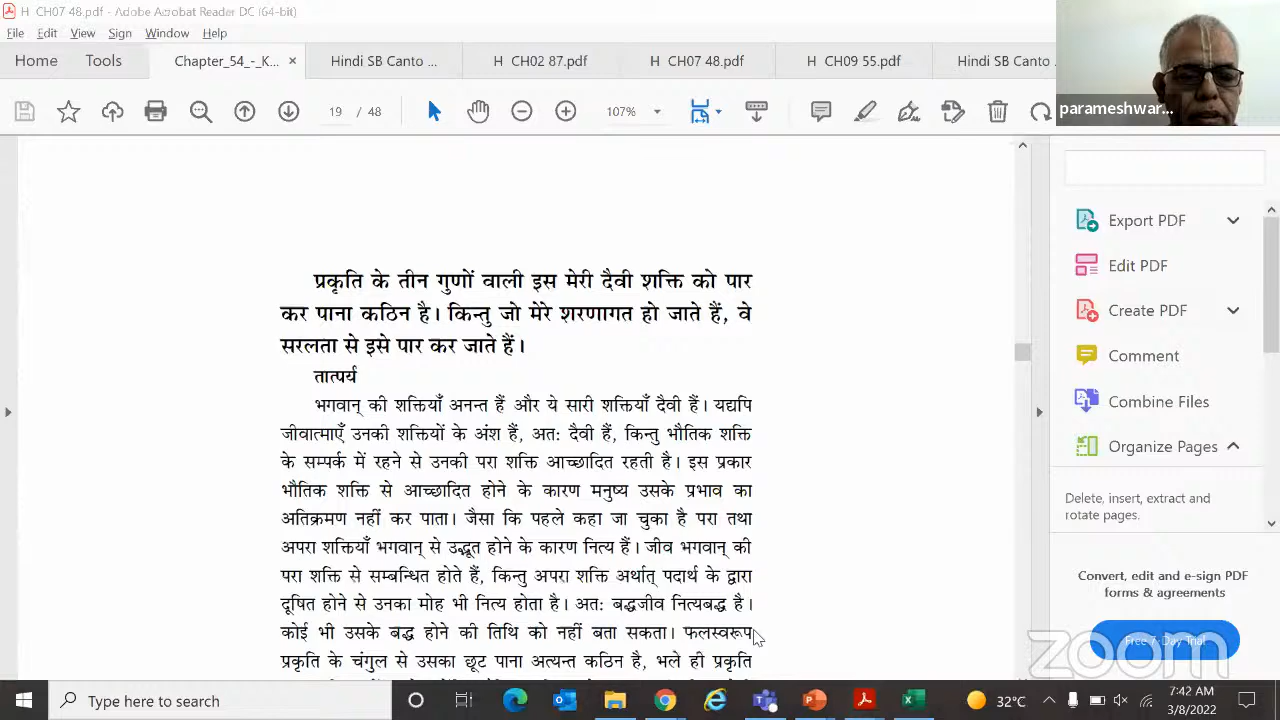 H CH07 48.pdf - Adobe Acrobat Reader DC (64-bit)
File Edit View Sign Window Help
Home Tools Chapter_54_-_K... × Hindi SB Canto ... H CH02 87.pdf H CH07 48.pdf H CH09 55.pdf Hindi SB Canto
19 / 48 107%
parameshwar...
प्रकृति के तीन गुणों वाली इस मेरी दैवी शक्ति को पार
कर पाना कठिन है। किन्तु जो मेरे शरणागत हो जाते हैं, वे
सरलता से इसे पार कर जाते हैं।
तात्पर्य
भगवान् की शक्तियाँ अनन्त हैं और ये सारी शक्तियाँ दैवी हैं। यद्यपि
जीवात्माएँ उनकी शक्तियों के अंश हैं, अत: दैवी हैं, किन्तु भौतिक शक्ति
के सम्पर्क में रहने से उनकी परा शक्ति आच्छादित रहती है। इस प्रकार
भौतिक शक्ति से आच्छादित होने के कारण मनुष्य उसके प्रभाव का
अतिक्रमण नहीं कर पाता। जैसा कि पहले कहा जा चुका है परा तथा
अपरा शक्तियाँ भगवान् से उद्भूत होने के कारण नित्य हैं। जीव भगवान् की
परा शक्ति से सम्बन्धित होते हैं, किन्तु अपरा शक्ति अर्थात् पदार्थ के द्वारा
दूषित होने से उनका मोह भी नित्य होता है। अत: बद्धजीव नित्यबद्ध है।
कोई भी उसके बद्ध होने की तिथि को नहीं बता सकता। फलस्वरूप
प्रकृति के चंगुल से उसका छूट पाना अत्यन्त कठिन है, भले ही प्रकृति
Export PDF
Edit PDF
Create PDF
Comment
Combine Files
Organize Pages
Delete, insert, extract and
rotate pages.
Convert, edit and e-sign PDF
forms & agreements
Free 7-Day Trial
zoom
Type here to search
32°C
7:42 AM
3/8/2022